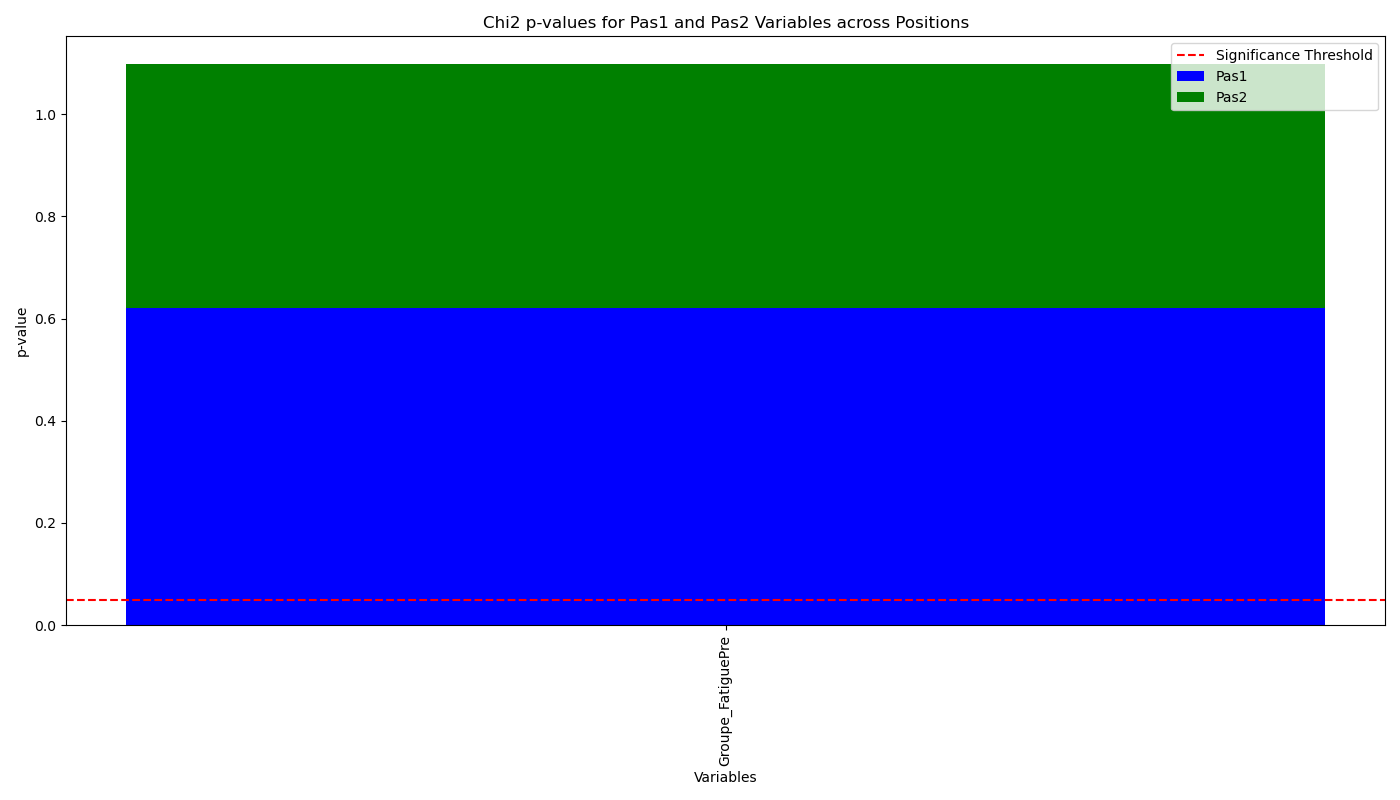 Chi2 p-values for Pas1 and Pas2 Variables across Positions
Significance Threshold
Pas1
Pas2
1.0
0.8
0.6
0.4
0.2
0.0
p-value
Groupe_FatiguePre
Variables